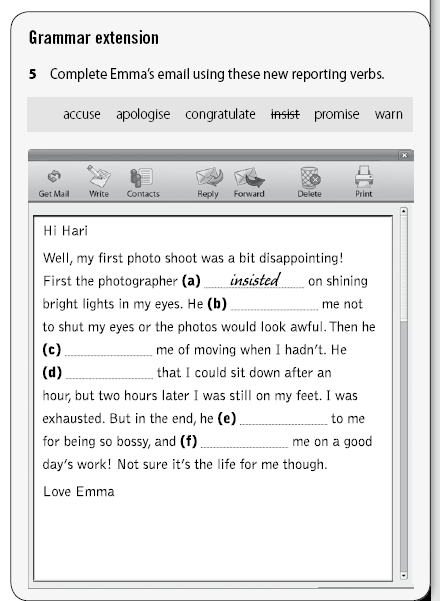 Grammar extension
5 Complete Emma's email using these new reporting verbs.
accuse apologise congratulate insist promise warn
Get Mail Write Contacts Reply Forward Delete Print
Hi Hari
Well, my first photo shoot was a bit disappointing!
First the photographer (a) insisted on shining
bright lights in my eyes. He (b) me not
to shut my eyes or the photos would look awful. Then he
(c) me of moving when I hadn't. He
(d) that I could sit down after an
hour, but two hours later I was still on my feet. I was
exhausted. But in the end, he (e) to me
for being so bossy, and (f) me on a good
day's work! Not sure it's the life for me though.
Love Emma